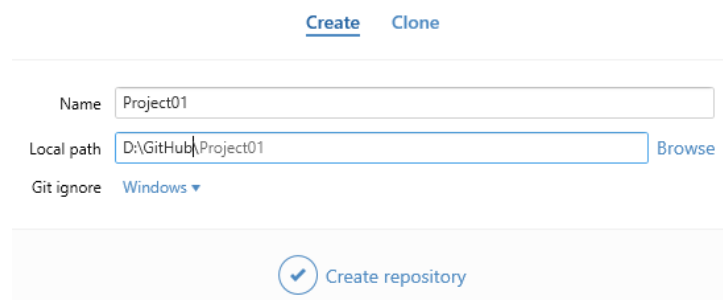 Create Clone
Name Project01
Local path D:\GitHub\Project01 Browse
Git ignore Windows
Create repository